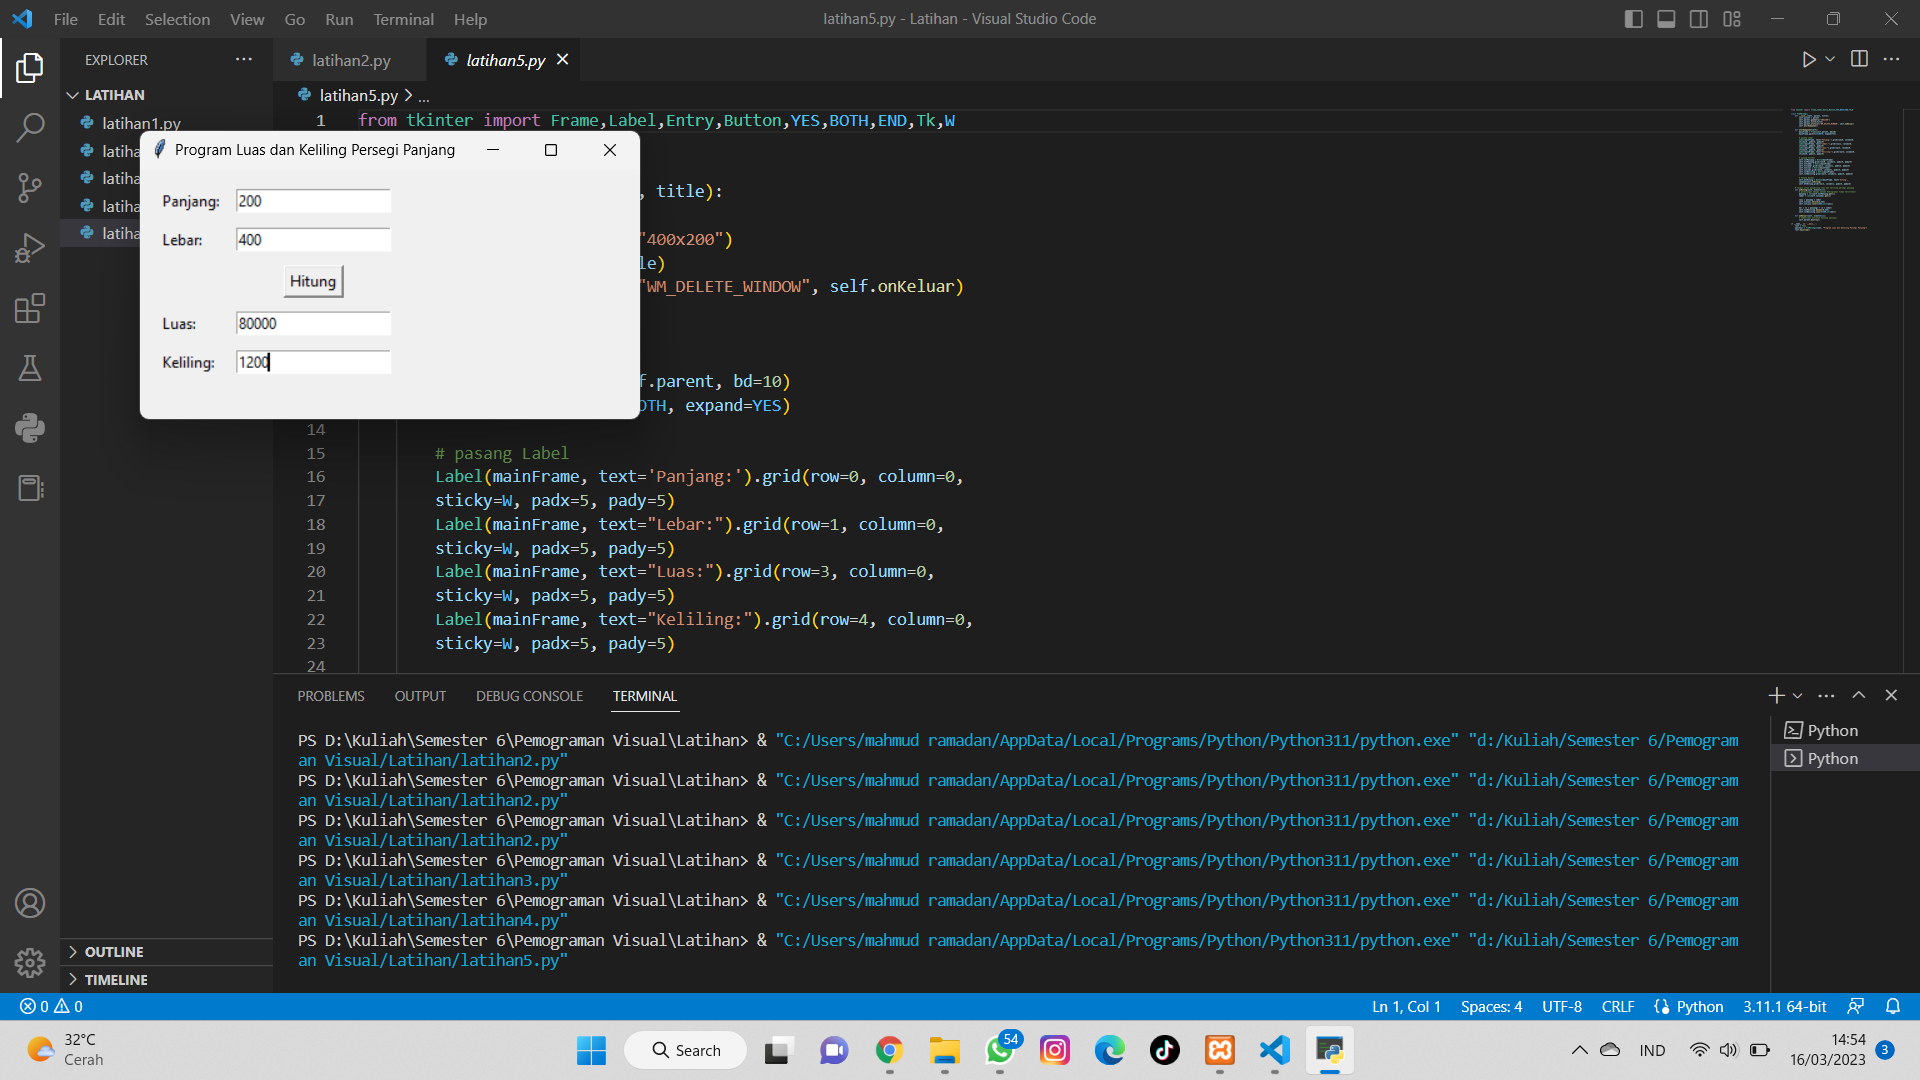 File Edit Selection View Go Run Terminal Help
latihan5.py - Latihan - Visual Studio Code
EXPLORER
LATIHAN
latihan1.py
latiha
latiha
latiha
latiha
latihan2.py
latihan5.py
latihan5.py > ...
1 from tkinter import Frame,Label,Entry,Button,YES,BOTH,END,Tk,W
, title):
"400x200")
le)
"WM_DELETE_WINDOW", self.onKeluar)
f.parent, bd=10)
OTH, expand=YES)
14
15 # pasang Label
16 Label(mainFrame, text='Panjang:').grid(row=0, column=0,
17 sticky=W, padx=5, pady=5)
18 Label(mainFrame, text="Lebar:").grid(row=1, column=0,
19 sticky=W, padx=5, pady=5)
20 Label(mainFrame, text="Luas:").grid(row=3, column=0,
21 sticky=W, padx=5, pady=5)
22 Label(mainFrame, text="Keliling:").grid(row=4, column=0,
23 sticky=W, padx=5, pady=5)
24
Program Luas dan Keliling Persegi Panjang
Panjang: 200
Lebar: 400
Hitung
Luas: 80000
Keliling: 1200
PROBLEMS OUTPUT DEBUG CONSOLE TERMINAL
PS D:\Kuliah\Semester 6\Pemograman Visual\Latihan> & "C:/Users/mahmud ramadan/AppData/Local/Programs/Python/Python311/python.exe" "d:/Kuliah/Semester 6/Pemogram
an Visual/Latihan/latihan2.py"
PS D:\Kuliah\Semester 6\Pemograman Visual\Latihan> & "C:/Users/mahmud ramadan/AppData/Local/Programs/Python/Python311/python.exe" "d:/Kuliah/Semester 6/Pemogram
an Visual/Latihan/latihan2.py"
PS D:\Kuliah\Semester 6\Pemograman Visual\Latihan> & "C:/Users/mahmud ramadan/AppData/Local/Programs/Python/Python311/python.exe" "d:/Kuliah/Semester 6/Pemogram
an Visual/Latihan/latihan2.py"
PS D:\Kuliah\Semester 6\Pemograman Visual\Latihan> & "C:/Users/mahmud ramadan/AppData/Local/Programs/Python/Python311/python.exe" "d:/Kuliah/Semester 6/Pemogram
an Visual/Latihan/latihan3.py"
PS D:\Kuliah\Semester 6\Pemograman Visual\Latihan> & "C:/Users/mahmud ramadan/AppData/Local/Programs/Python/Python311/python.exe" "d:/Kuliah/Semester 6/Pemogram
an Visual/Latihan/latihan4.py"
PS D:\Kuliah\Semester 6\Pemograman Visual\Latihan> & "C:/Users/mahmud ramadan/AppData/Local/Programs/Python/Python311/python.exe" "d:/Kuliah/Semester 6/Pemogram
an Visual/Latihan/latihan5.py"
Python
Python
OUTLINE
TIMELINE
0 0
Ln 1, Col 1 Spaces: 4 UTF-8 CRLF Python 3.11.1 64-bit
32°C
Cerah
Search
54
IND
14:54
16/03/2023
3